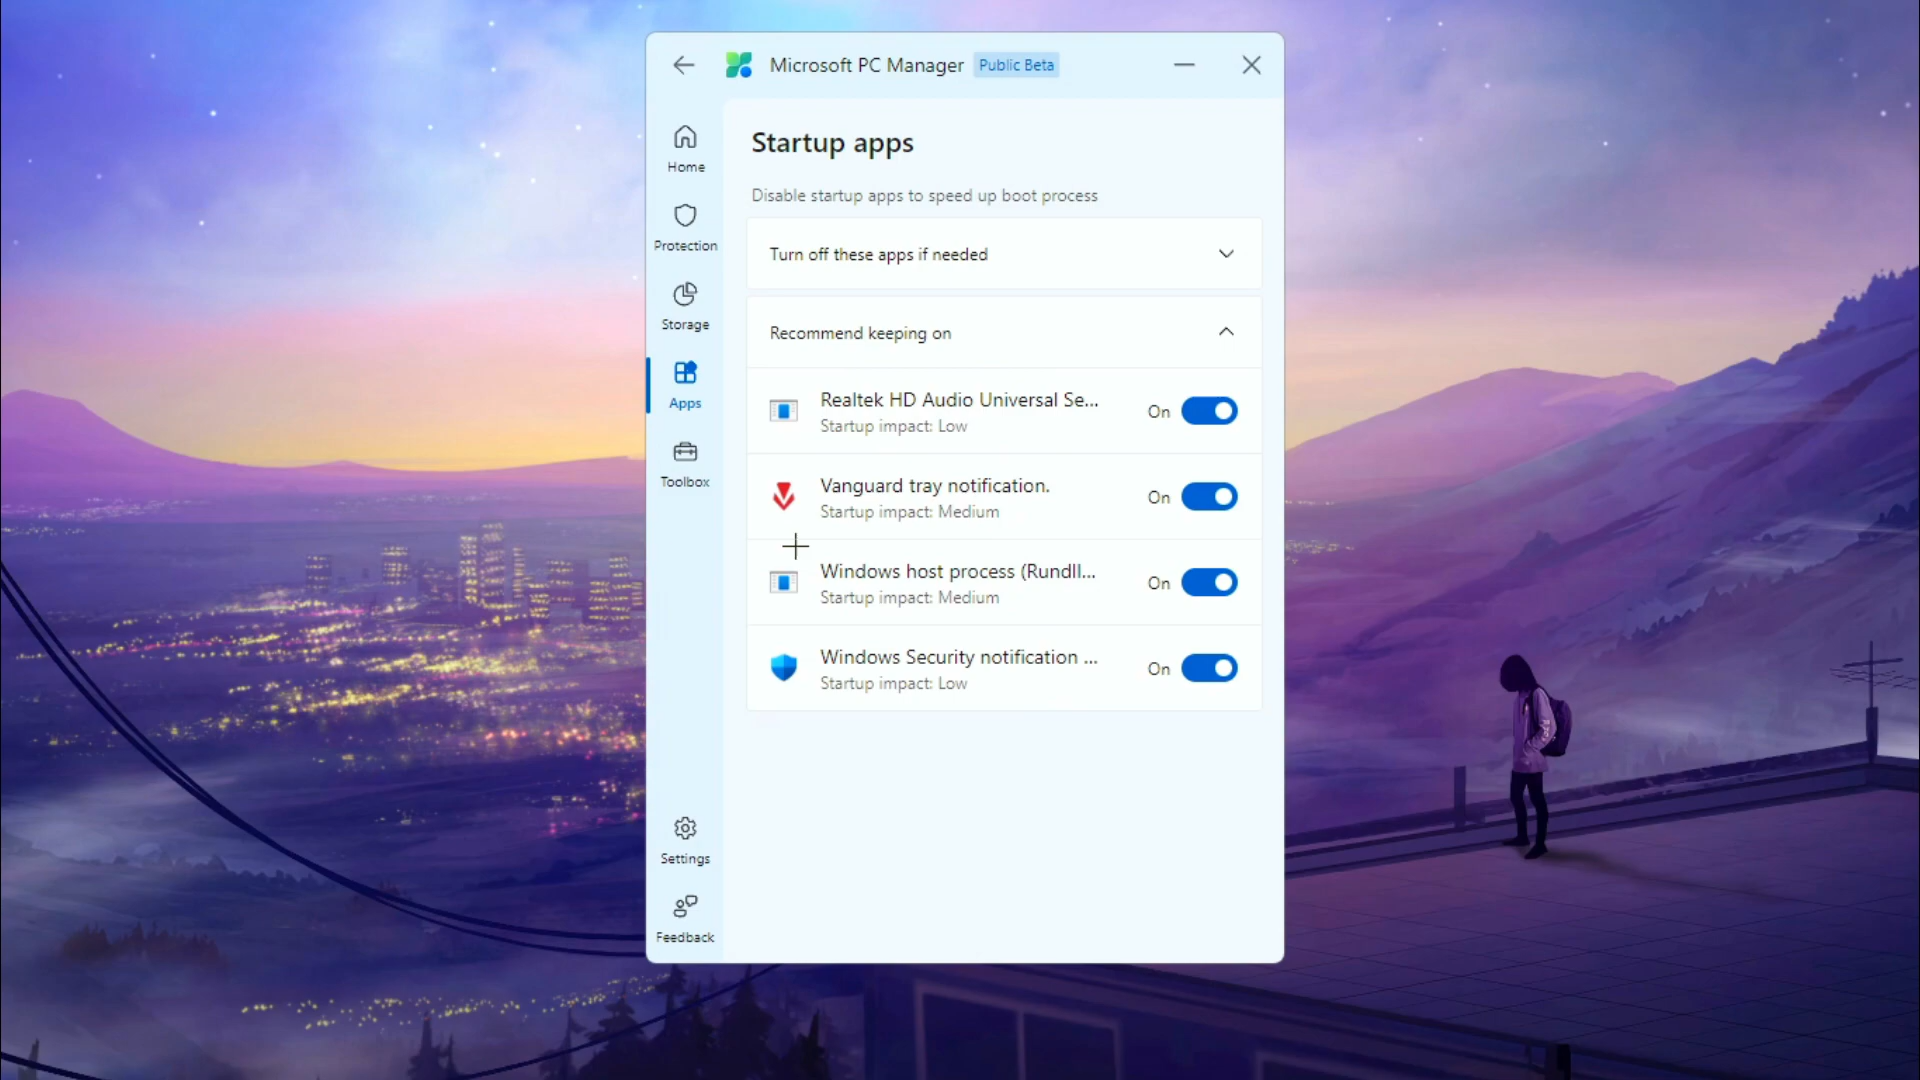 Microsoft PC Manager Public Beta
Home
Protection
Storage
Apps
Toolbox
Settings
Feedback
Startup apps
Disable startup apps to speed up boot process
Turn off these apps if needed
Recommend keeping on
Realtek HD Audio Universal Se...
Startup impact: Low
On
Vanguard tray notification.
Startup impact: Medium
On
Windows host process (Rundll...
Startup impact: Medium
On
Windows Security notification ...
Startup impact: Low
On